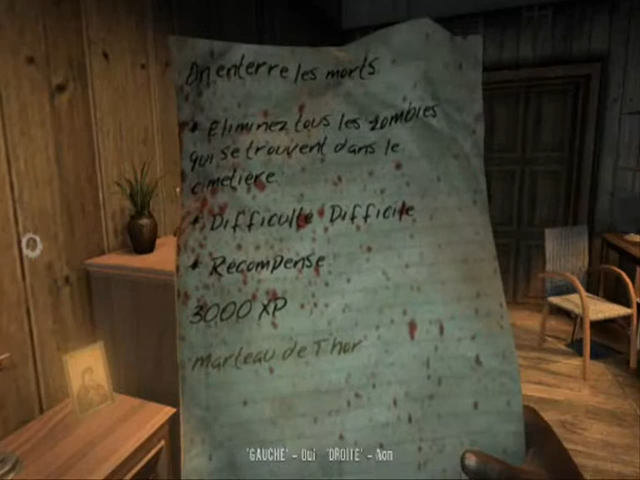 On enterre les morts
* Eliminez tous les zombies
qui se trouvent dans le
cimetière
* Difficulté Difficile
* Récompense
3000 XP
Marteau de Thor
'GAUCHE' - Oui 'DROITE' - Non